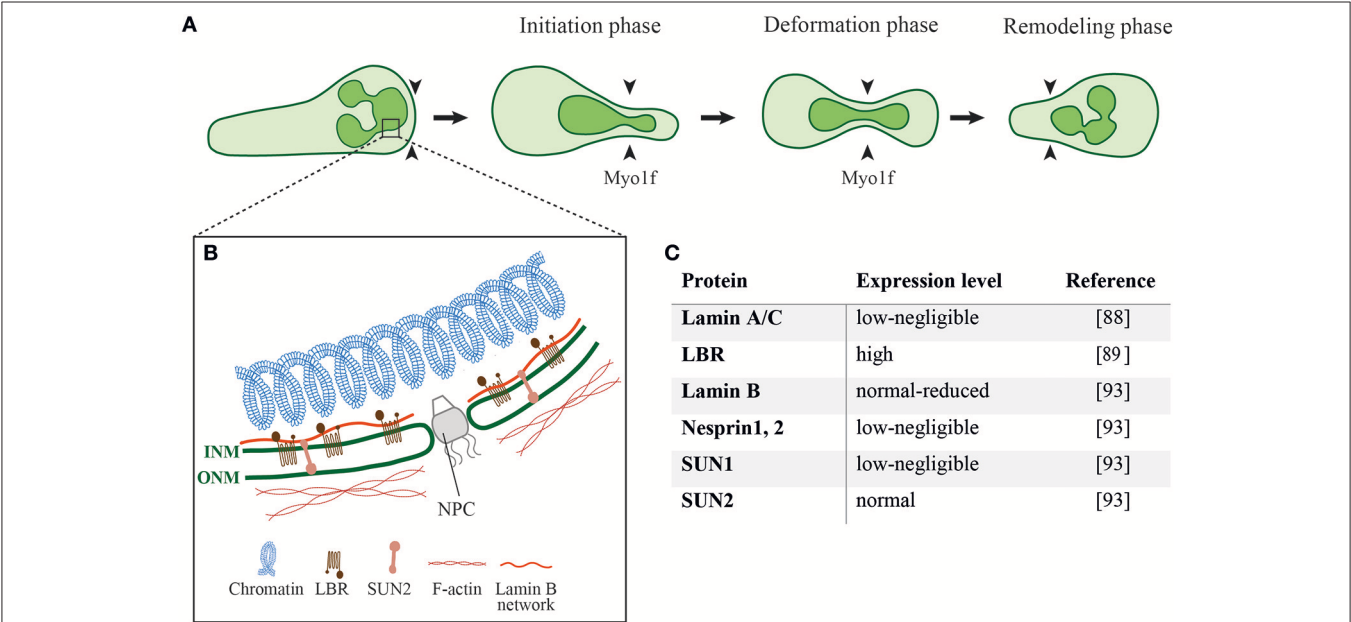 A
Initiation phase
Deformation phase
Remodeling phase
Myo1f
Myo1f
B
INM
ONM
NPC
Chromatin
LBR
SUN2
F-actin
Lamin B
network
C
Protein Expression level Reference
Lamin A/C low-negligible [88]
LBR high [89]
Lamin B normal-reduced [93]
Nesprin1, 2 low-negligible [93]
SUN1 low-negligible [93]
SUN2 normal [93]